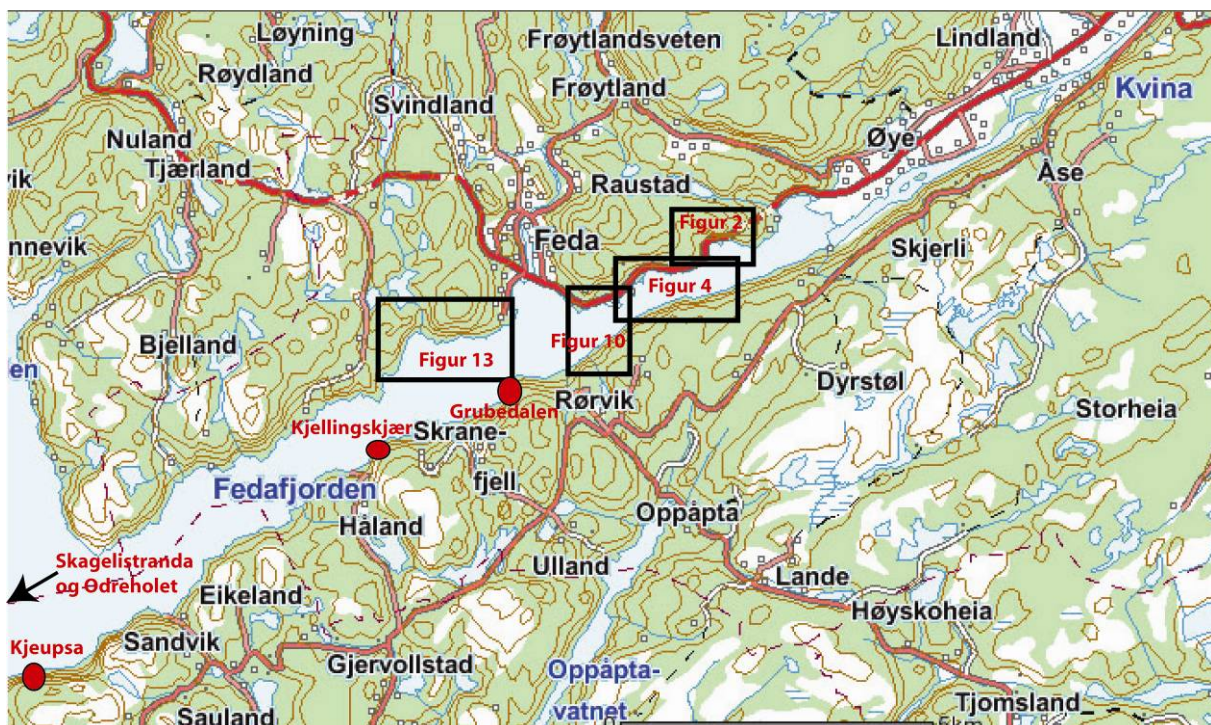 Løyning
Frøytlandsveten
Lindland
Røydland
Frøytland
Kvina
Svindland
Nuland
Øye
Tjærland
vik
Raustad
Åse
Figur 2
nnevik
Feda
Skjerli
Figur 4
Bjelland
Figur 10
Figur 13
en
Dyrstøl
Grubedalen
Rørvik
Storheia
Kjellingskjær
Skrane-
fjell
Fedafjorden
Oppåpta
Håland
Skagelistranda
og Ødreholet
Ulland
Lande
Eikeland
Høyskoheia
Sandvik
Kjeupsa
Gjervollstad
Oppåpta-
vatnet
Tjomsland
Sauland
5km